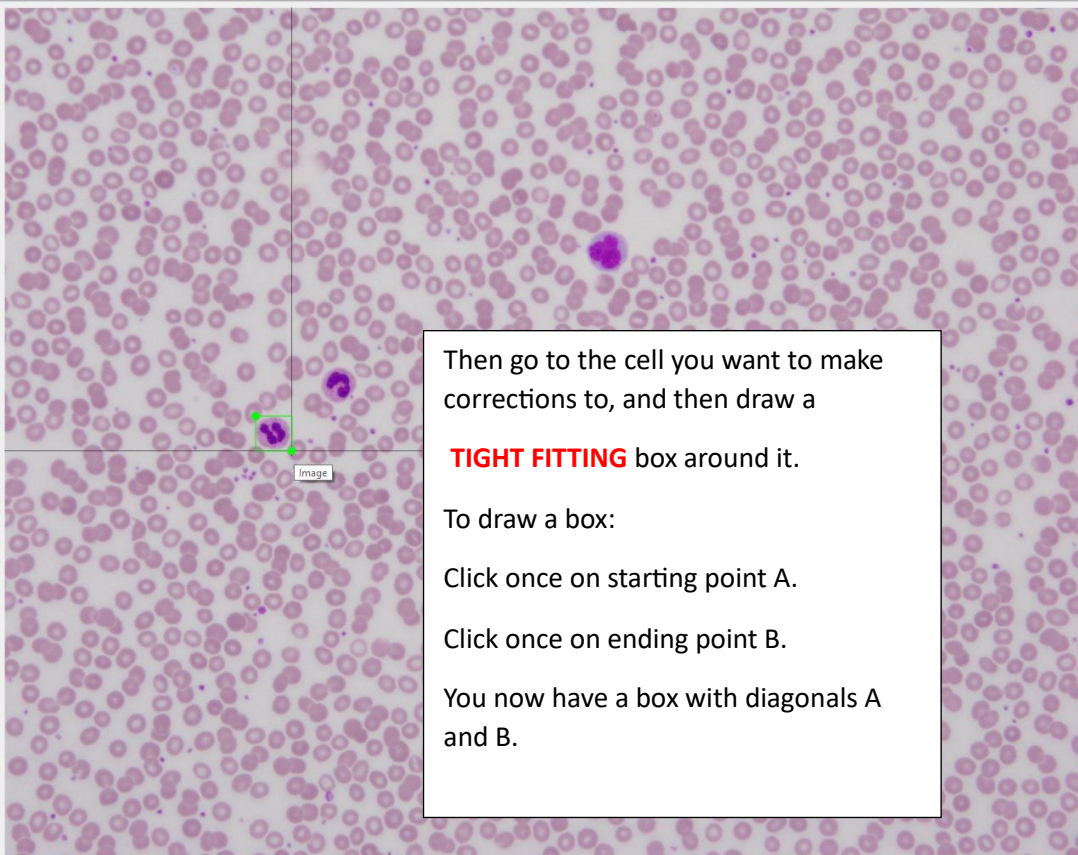 Then go to the cell you want to make
corrections to, and then draw a
TIGHT FITTING box around it.
To draw a box:
Click once on starting point A.
Click once on ending point B.
You now have a box with diagonals A
and B.
Image